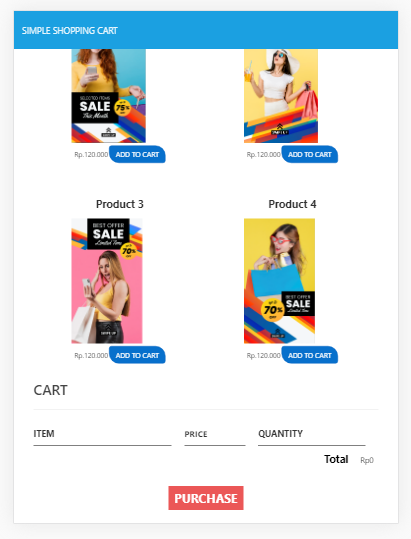 SIMPLE SHOPPING CART
SELECTED ITEMS
SALE
This Month
UP TO
75%
Rp.120.000 ADD TO CART
Rp.120.000 ADD TO CART
Product 3
Product 4
BEST OFFER
SALE
Limited Time
70%
SWIPE UP
BEST OFFER
SALE
Limited Time
70%
Rp.120.000 ADD TO CART
Rp.120.000 ADD TO CART
CART
ITEM PRICE QUANTITY
Total Rp0
PURCHASE